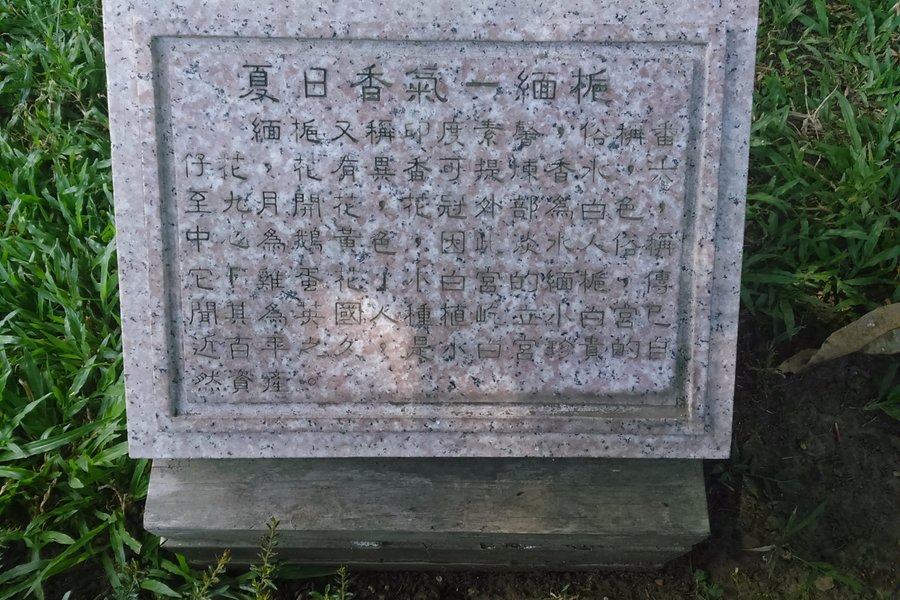 夏日香氣一緬梔
緬梔又稱印度素馨,俗稱番
仔花,花有異香可提煉香水,六
至九月開花,花冠外部為白色,
中心為鵝黃色,因此淡水人俗稱
它「雞蛋花」小白宮的緬梔,傳
聞其為英國人種植屹立小白宮已
近百年之久,是小白宮珍貴的自
然資產。